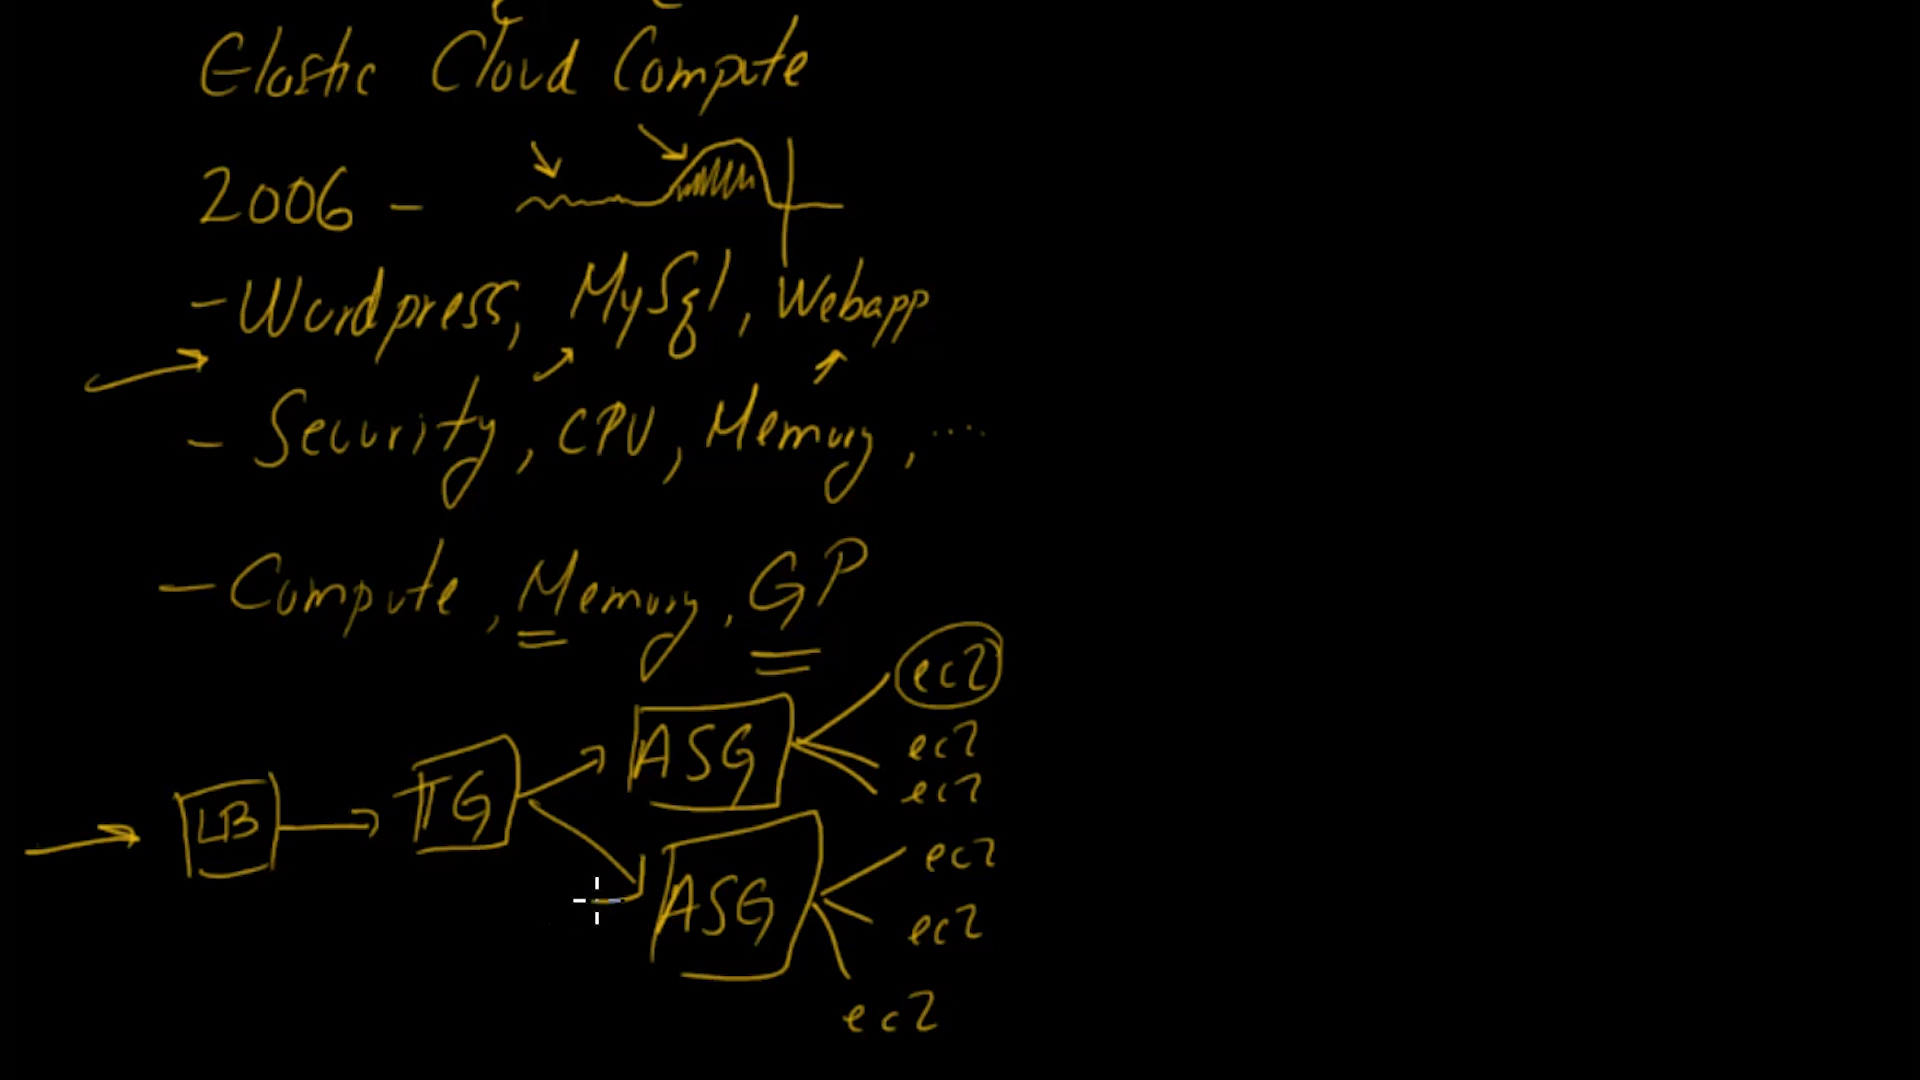 Elastic Cloud Compute
2006 -
- Wordpress, MySql, Webapp
- Security, CPU, Memory, ....
- Compute, Memory, GP
ec2
ASG
ec2
ec2
LB
TG
ec2
ASG
ec2
ec2